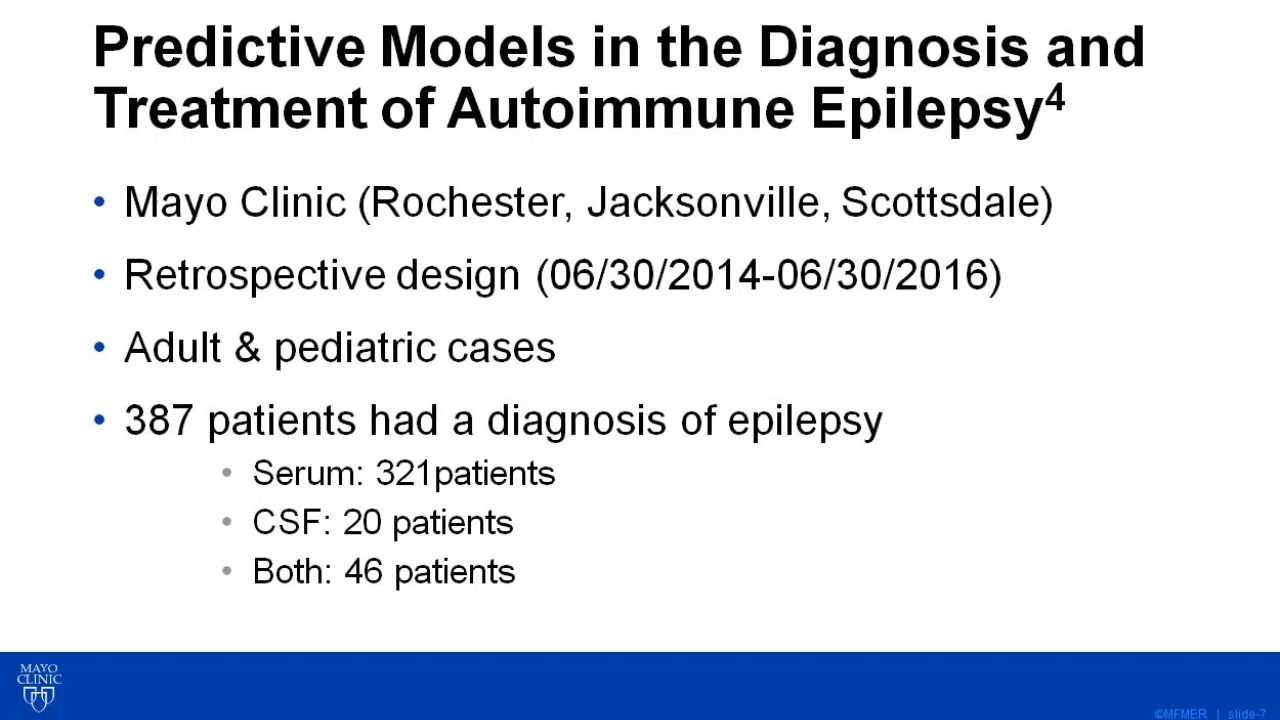 Predictive Models in the Diagnosis and
Treatment of Autoimmune Epilepsy⁴
• Mayo Clinic (Rochester, Jacksonville, Scottsdale)
• Retrospective design (06/30/2014-06/30/2016)
• Adult & pediatric cases
• 387 patients had a diagnosis of epilepsy
• Serum: 321patients
• CSF: 20 patients
• Both: 46 patients
MAYO
CLINIC
©MFMER | slide-7